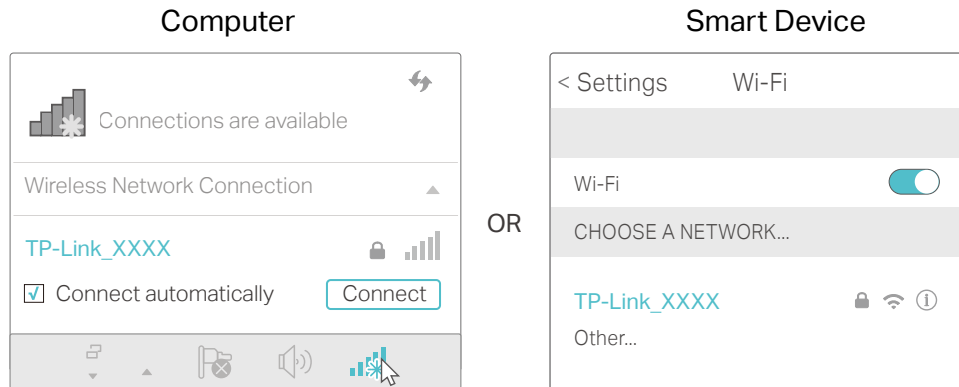 Computer
Connections are available
Wireless Network Connection
TP-Link_XXXX
Connect automatically
Connect
OR
Smart Device
< Settings
Wi-Fi
Wi-Fi
CHOOSE A NETWORK...
TP-Link_XXXX
Other...